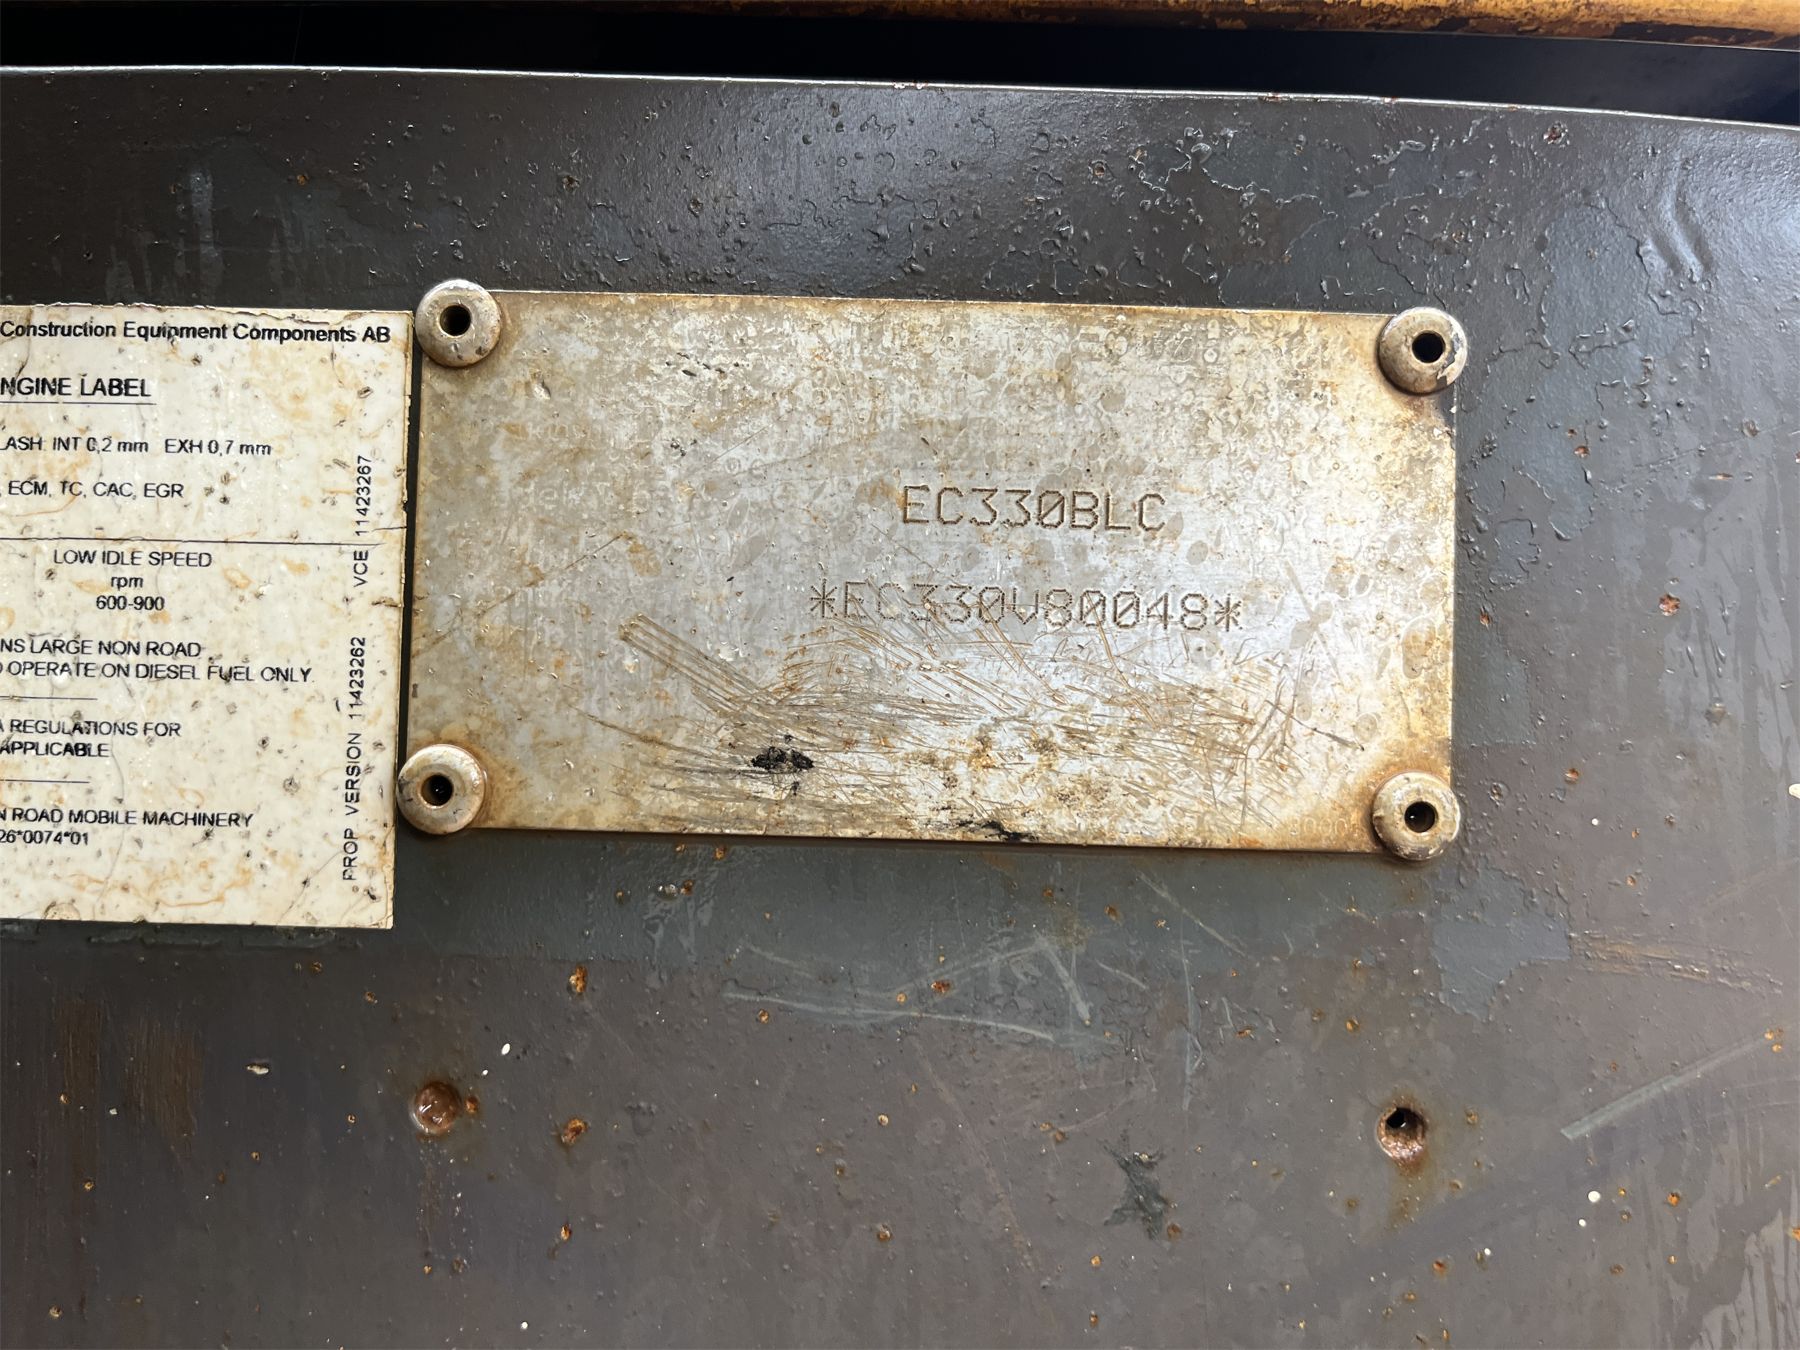 Construction Equipment Components AB
NGINE LABEL
LASH: INT 0,2 mm EXH 0,7 mm
, ECM, TC, CAC, EGR
LOW IDLE SPEED
rpm
600-900
NS LARGE NON ROAD
OPERATE ON DIESEL FUEL ONLY.
REGULATIONS FOR
APPLICABLE
N ROAD MOBILE MACHINERY
26*0074*01
VCE 11423267
PROP VERSION 11423262
EC330BLC
*EC330V80048*